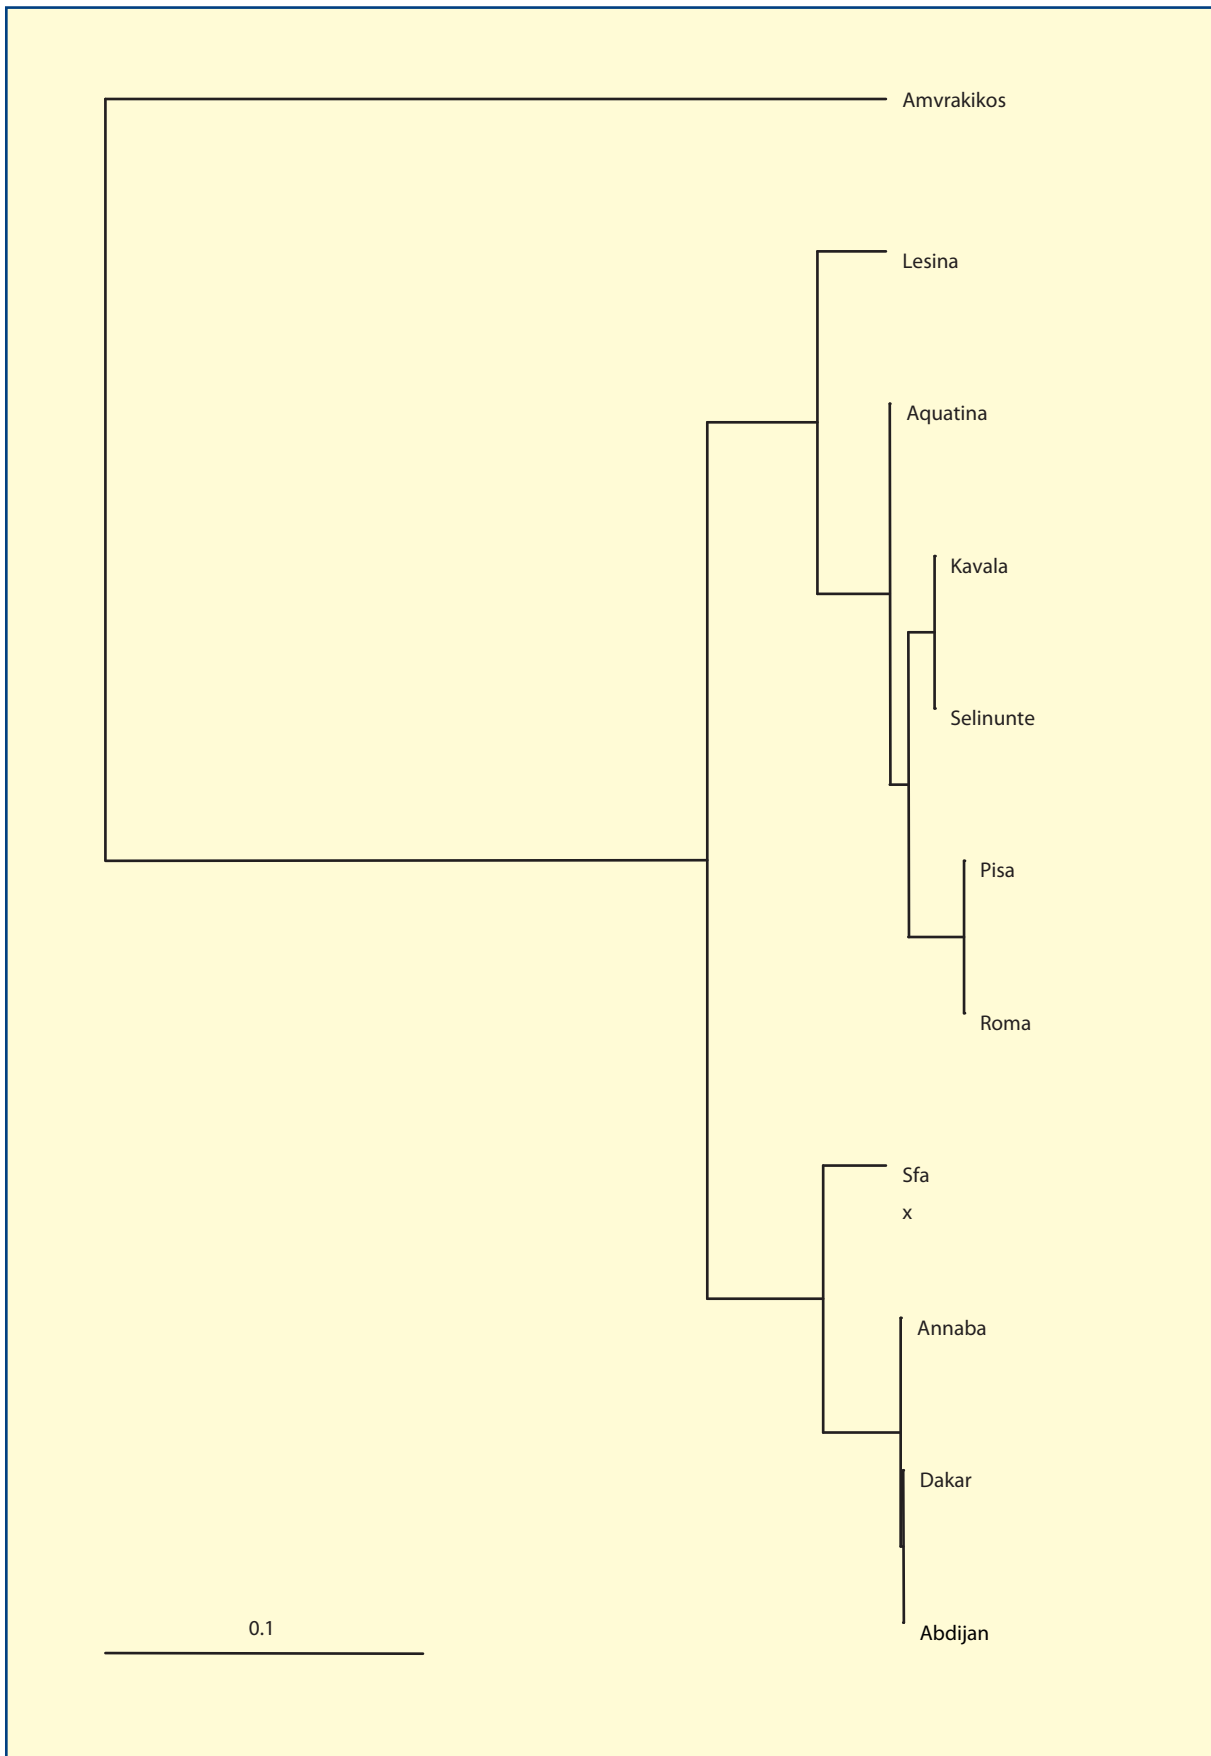 Amvrakikos
Lesina
Aquatina
Kavala
Selinunte
Pisa
Roma
Sfa
x
Annaba
Dakar
0.1
Abdijan